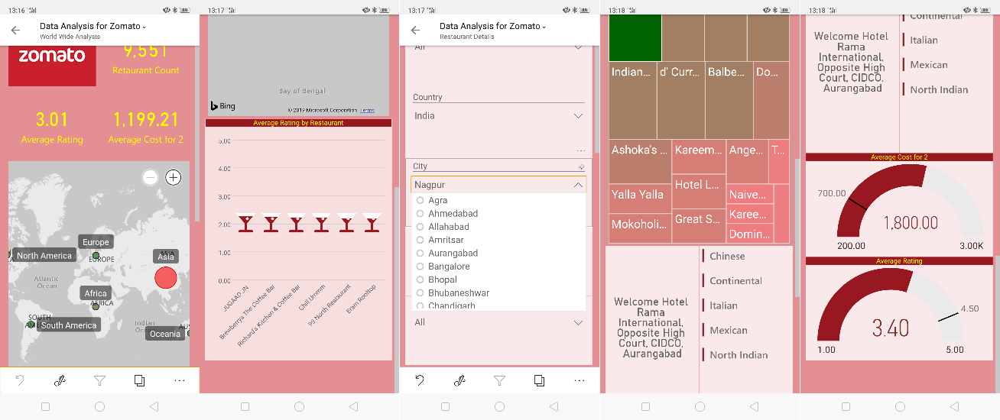 13:16
Data Analysis for Zomato
World Wide Analysis
zomato
9,551
Retaurant Count
3.01
Average Rating
1,199.21
Average Cost for 2
Europe
North America
EUROPE
Asia
ASIA
Atlantic
Ocean
Africa
AFRICA
SOUTH
South America
Indian
Oceania
13:17
Bay of Bengal
Bing
© 2019 Microsoft Corporation Terms
Average Rating by Restaurant
5.00
4.00
3.00
2.00
1.00
0.00
JUGAAD JN
Brewberrys The Coffee Bar
Richard's Kitchen & Coffee Bar
Chill Ummm
99 North Restaurant
Eram Rooftop
13:17
Data Analysis for Zomato
Restaurant Details
All
Country
India
City
Nagpur
Agra
Ahmedabad
Allahabad
Amritsar
Aurangabad
Bangalore
Bhopal
Bhubaneshwar
Chandigarh
All
13:18
Indian...
d' Curr...
Balbe...
Do...
Ashoka's ...
Kareem...
Ange...
T...
Hotel L...
Yalla Yalla
Naive...
Great S...
Karee...
Mokoholi...
Domin...
Welcome Hotel
Rama
International,
Opposite High
Court, CIDCO,
Aurangabad
Chinese
Continental
Italian
Mexican
North Indian
13:18
Welcome Hotel
Rama
International,
Opposite High
Court, CIDCO,
Aurangabad
Continental
Italian
Mexican
North Indian
Average Cost for 2
700.00
1,800.00
200.00
3.00K
Average Rating
4.50
3.40
1.00
5.00